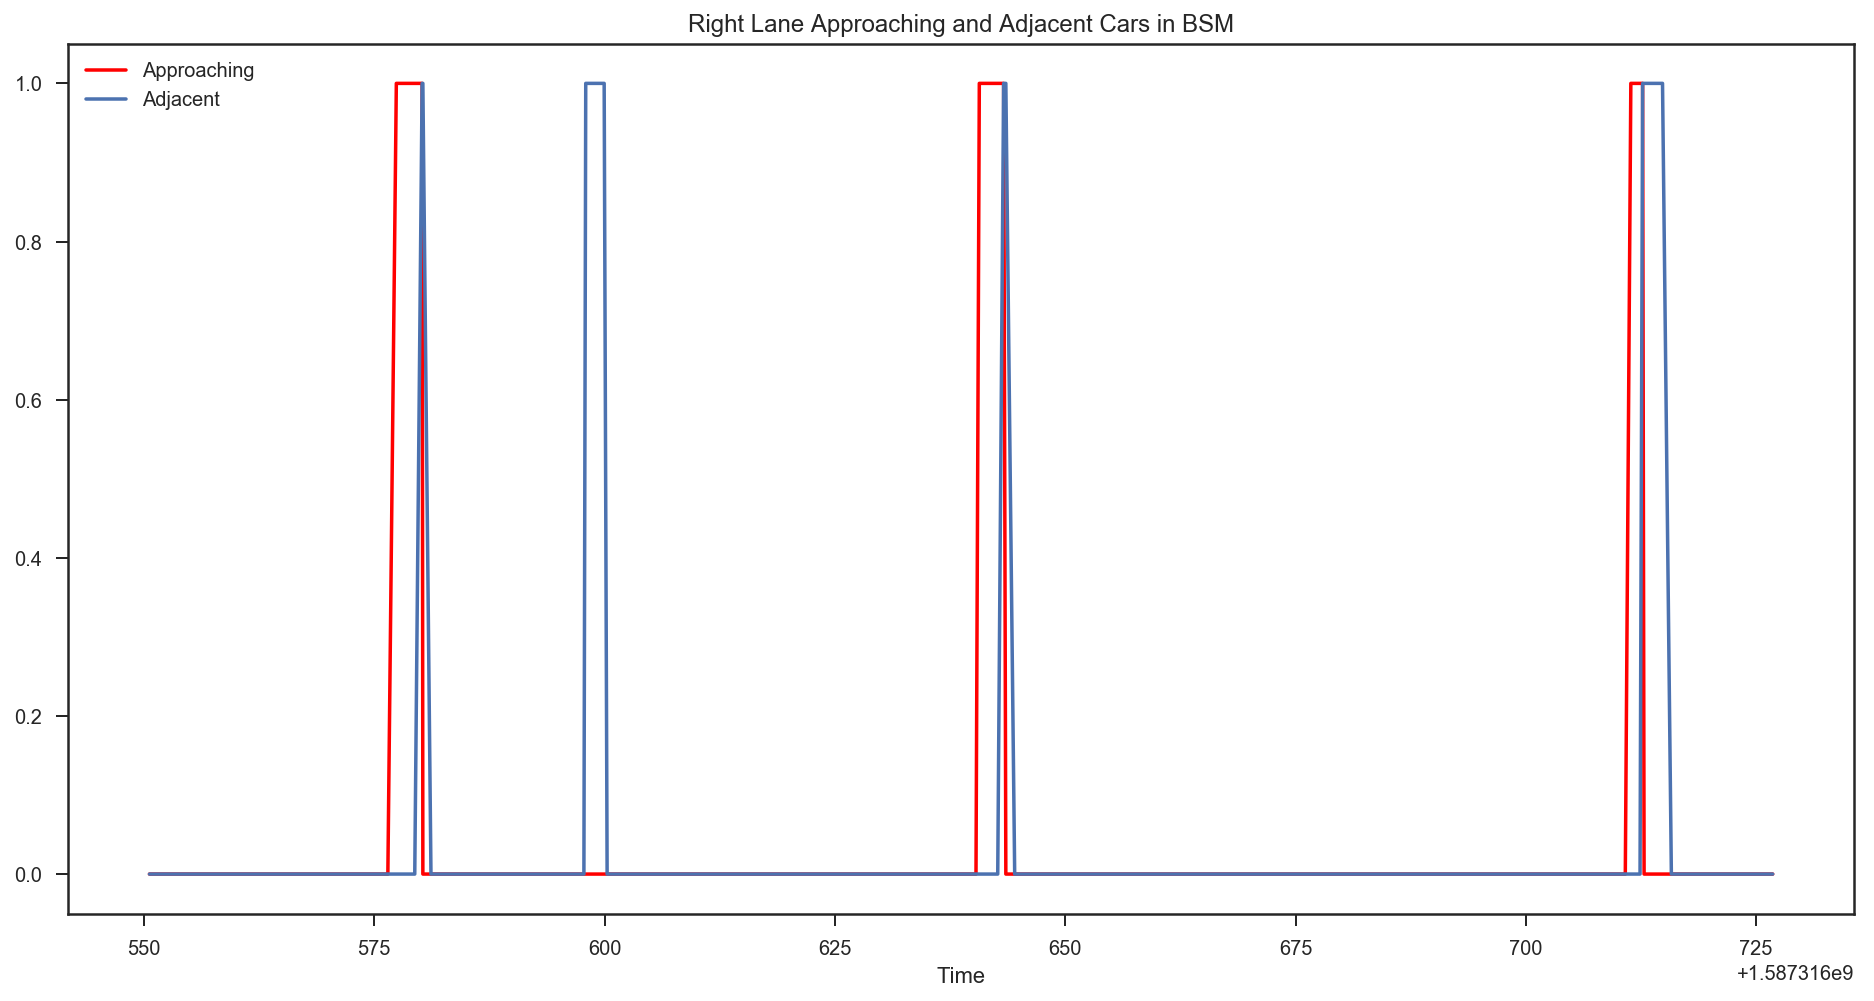 Right Lane Approaching and Adjacent Cars in BSM
Approaching
Adjacent
1.0
0.8
0.6
0.4
0.2
0.0
550 575 600 625 650 675 700 725
Time
+1.587316e9